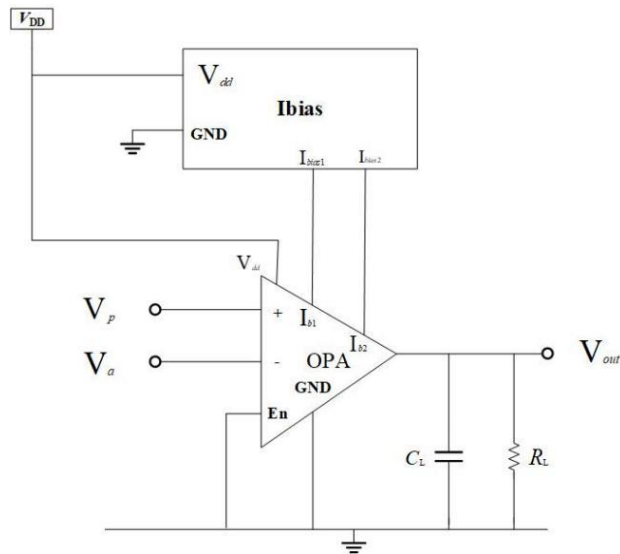 VDD
Vdd
Ibias
GND
Ibias1 Ibias2
Vdd
Vp + Ib1
Ib2
Va - OPA Vout
GND
En
CL RL